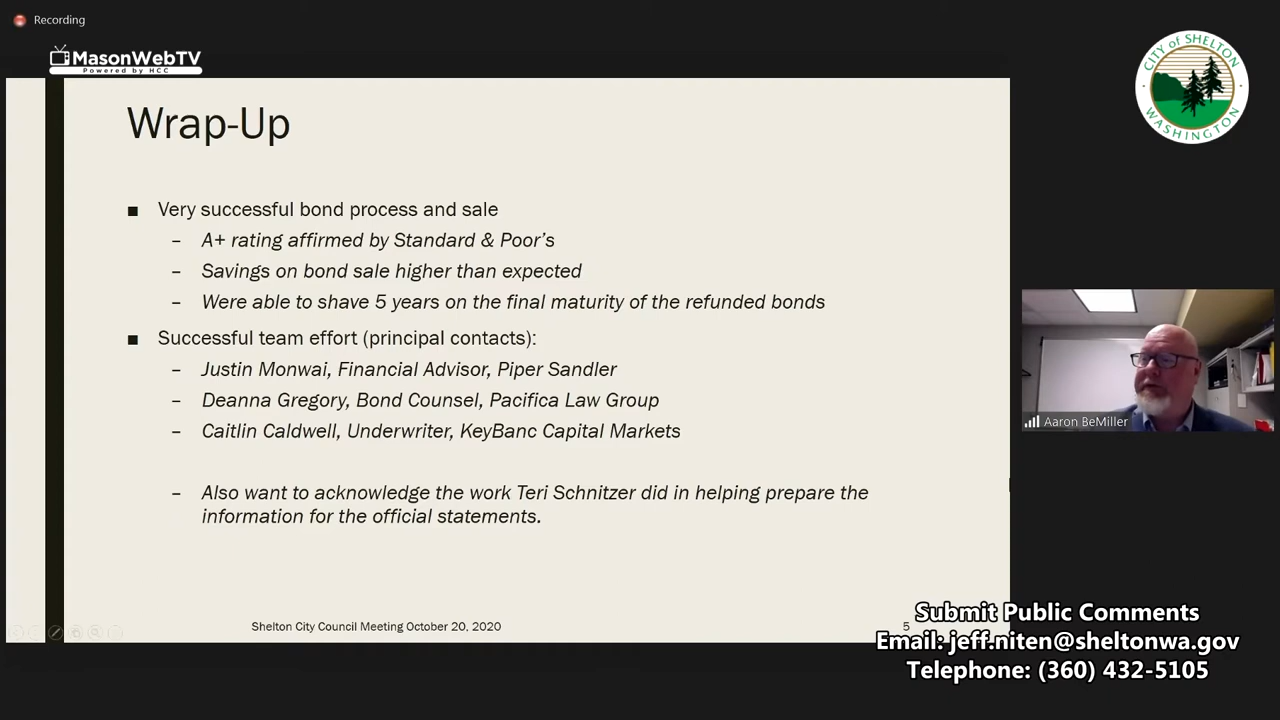 Recording
MasonWebTV
Powered by HCC
CITY of SHELTON
WASHINGTON
Wrap-Up
■ Very successful bond process and sale
– A+ rating affirmed by Standard & Poor's
– Savings on bond sale higher than expected
– Were able to shave 5 years on the final maturity of the refunded bonds
■ Successful team effort (principal contacts):
– Justin Monwai, Financial Advisor, Piper Sandler
– Deanna Gregory, Bond Counsel, Pacifica Law Group
– Caitlin Caldwell, Underwriter, KeyBanc Capital Markets
– Also want to acknowledge the work Teri Schnitzer did in helping prepare the
information for the official statements.
Shelton City Council Meeting October 20, 2020
5
Aaron BeMiller
Submit Public Comments
Email: jeff.niten@sheltonwa.gov
Telephone: (360) 432-5105